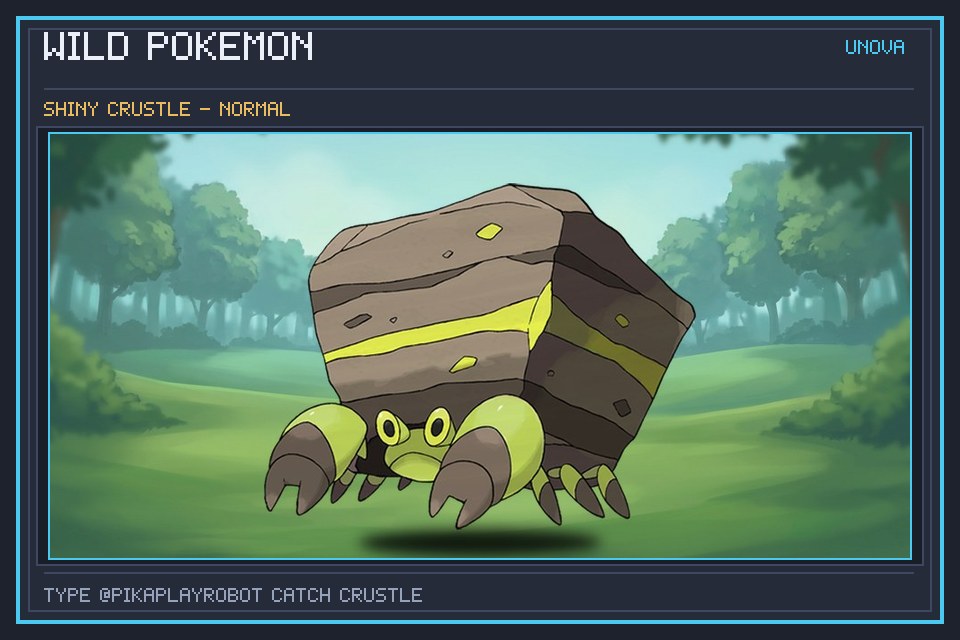 WILD POKEMON
UNOVA
SHINY CRUSTLE - NORMAL
TYPE @PIKAPLAYROBOT CATCH CRUSTLE